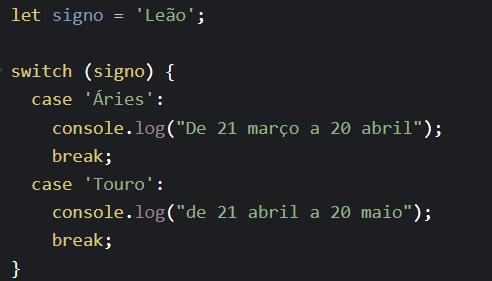 let signo = 'Leão';
switch (signo) {
case 'Áries':
console.log("De 21 março a 20 abril");
break;
case 'Touro':
console.log("de 21 abril a 20 maio");
break;
}